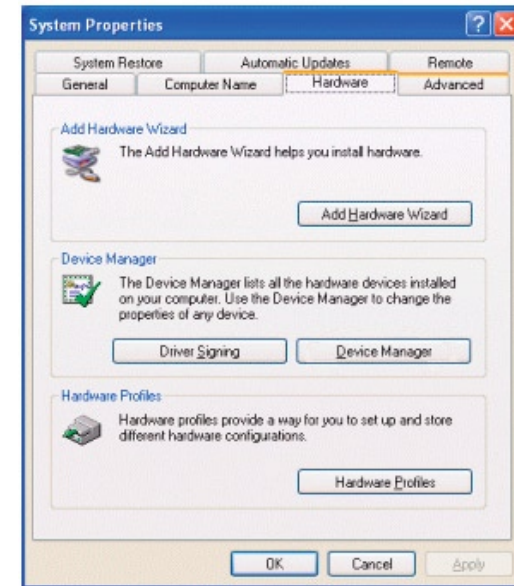 System Properties
System Restore
Automatic Updates
Remote
General
Computer Name
Hardware
Advanced
Add Hardware Wizard
The Add Hardware Wizard helps you install hardware.
Add Hardware Wizard
Device Manager
The Device Manager lists all the hardware devices installed
on your computer. Use the Device Manager to change the
properties of any device.
Driver Signing
Device Manager
Hardware Profiles
Hardware profiles provide a way for you to set up and store
different hardware configurations.
Hardware Profiles
OK
Cancel
Apply